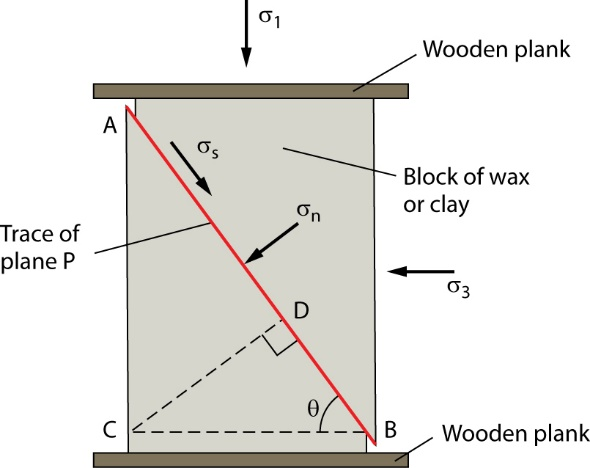 σ1
Wooden plank
A
σs
Block of wax
or clay
σn
Trace of
plane P
σ3
D
θ
C
B
Wooden plank